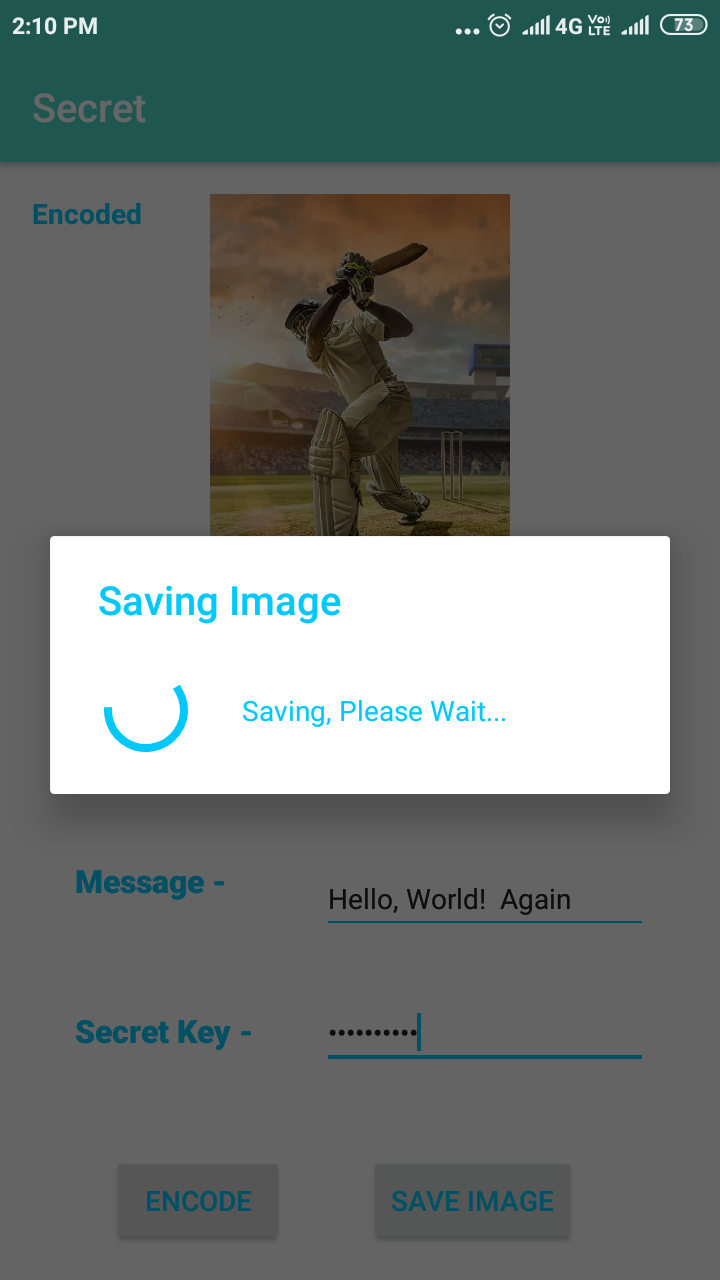 2:10 PM
4G Vo) LTE 73
Secret
Encoded
Saving Image
Saving, Please Wait...
Message -
Hello, World!  Again
Secret Key -
••••••••••
ENCODE
SAVE IMAGE